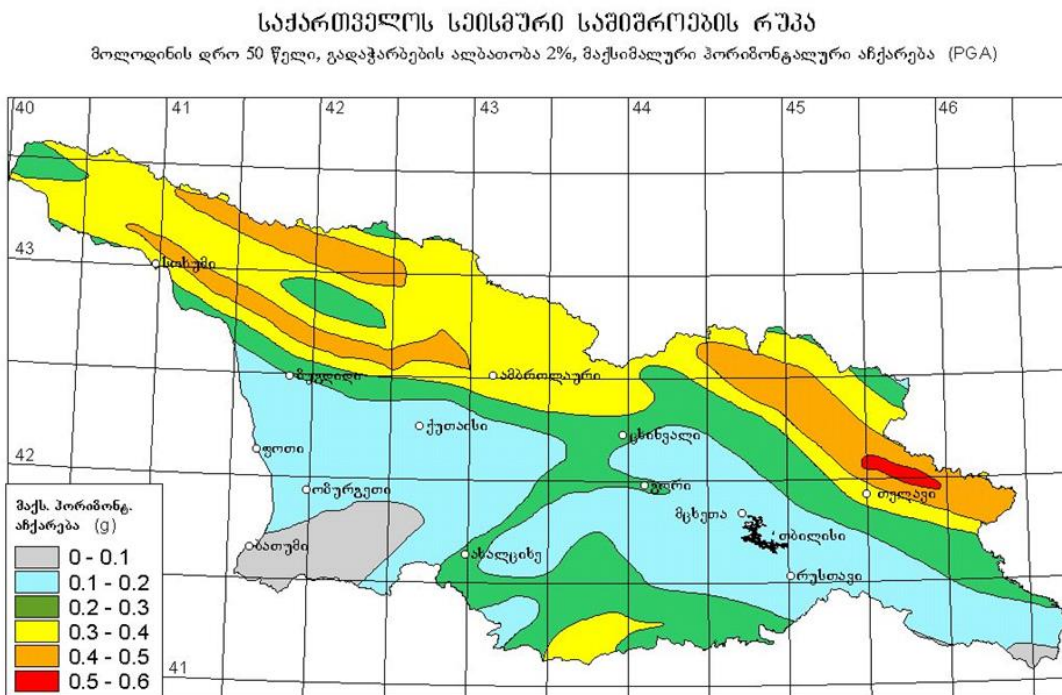 საქართველოს სეისმური საშიშროების რუპა
მოლოდინის დრო 50 წელი, გადაჭარბების ალბათობა 2%, მაქსიმალური ჰორიზონტალური აჩქარება (PGA)
40 41 42 43 44 45 46
43
სოხუმი
ზუგდიდი
ამბროლაური
ქუთაისი
ცხინვალი
ფოთი
42
ოზურგეთი
გორი
თელავი
მცხეთა
თბილისი
ბათუმი
ახალციხე
რუსთავი
მაქს. ჰორიზონტ.
აჩქარება (g)
0 - 0.1
0.1 - 0.2
0.2 - 0.3
0.3 - 0.4
0.4 - 0.5
0.5 - 0.6
41